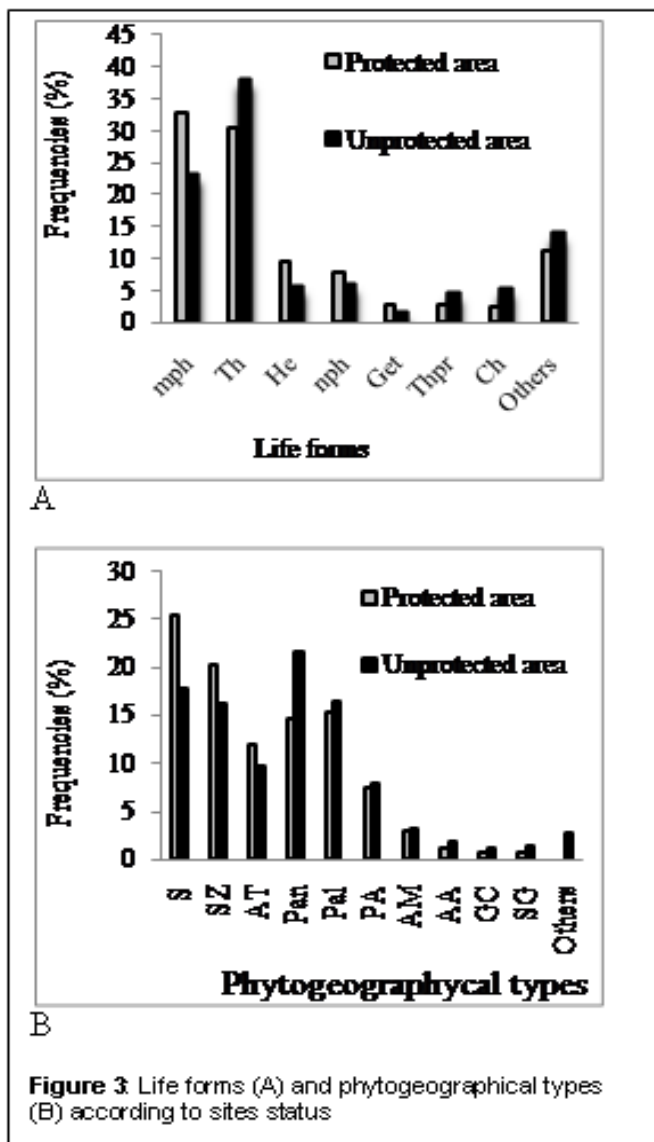 45
40
35
30
25
20
15
10
5
0
Frequencies (%)
Protected area
Unprotected area
mph Th He nph Get Thpr Ch Others
Life forms
A
30
25
20
15
10
5
0
Frequencies (%)
Protected area
Unprotected area
S SZ AT Pan Pal PA AM AA GC SG Others
Phytogeographycal types
B
Figure 3: Life forms (A) and phytogeographical types
(B) according to sites status